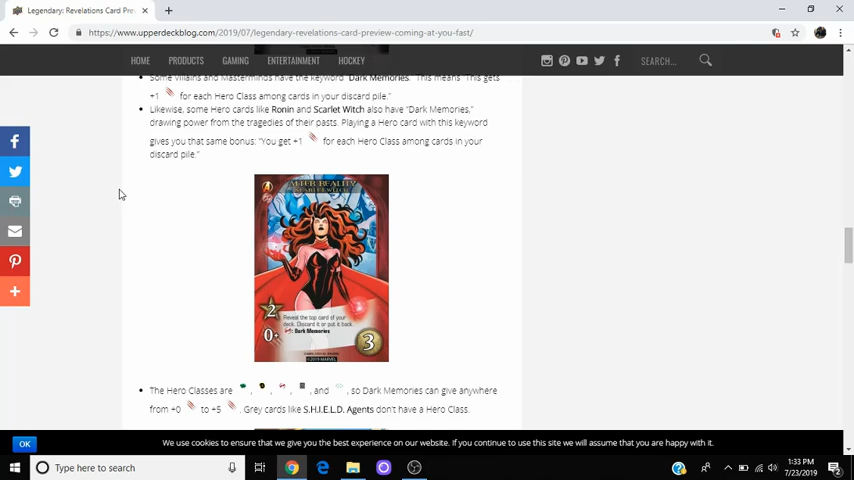 Legendary: Revelations Card Prev
https://www.upperdeckblog.com/2019/07/legendary-revelations-card-preview-coming-at-you-fast/
HOME PRODUCTS GAMING ENTERTAINMENT HOCKEY SEARCH...
Some Villains and Masterminds have the keyword "Dark Memories." This means "This gets
+1 for each Hero Class among cards in your discard pile."
Likewise, some Hero cards like Ronin and Scarlet Witch also have "Dark Memories,"
drawing power from the tragedies of their pasts. Playing a Hero card with this keyword
gives you that same bonus: "You get +1 for each Hero Class among cards in your
discard pile."
ALTER REALITY
SCARLET WITCH
2
Reveal the top card of your
deck. Discard it or put it back.
: Dark Memories
0+
3
©2019 MARVEL
The Hero Classes are , , , , and , so Dark Memories can give anywhere
from +0 to +5 . Grey cards like S.H.I.E.L.D. Agents don't have a Hero Class.
OK
We use cookies to ensure that we give you the best experience on our website. If you continue to use this site we will assume that you are happy with it.
Type here to search
1:33 PM
7/23/2019
2